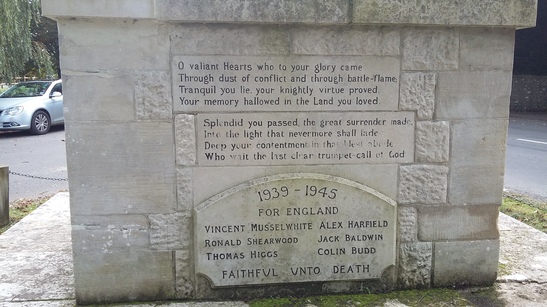 O valiant Hearts who to your glory came
Through dust of conflict and through battle-flame,
Tranquil you lie, your knightly virtue proved,
Your memory hallowed in the Land you loved.
Splendid you passed, the great surrender made,
Into the light that nevermore shall fade
Deep your contentment in that blest abode,
Who wait the last clear trumpet-call of God
1939 - 1945
FOR ENGLAND
VINCENT MUSSELWHITE ALEX HARFIELD
RONALD SHEARWOOD JACK BALDWIN
THOMAS HIGGS COLIN BUDD
FAITHFUL VNTO DEATH